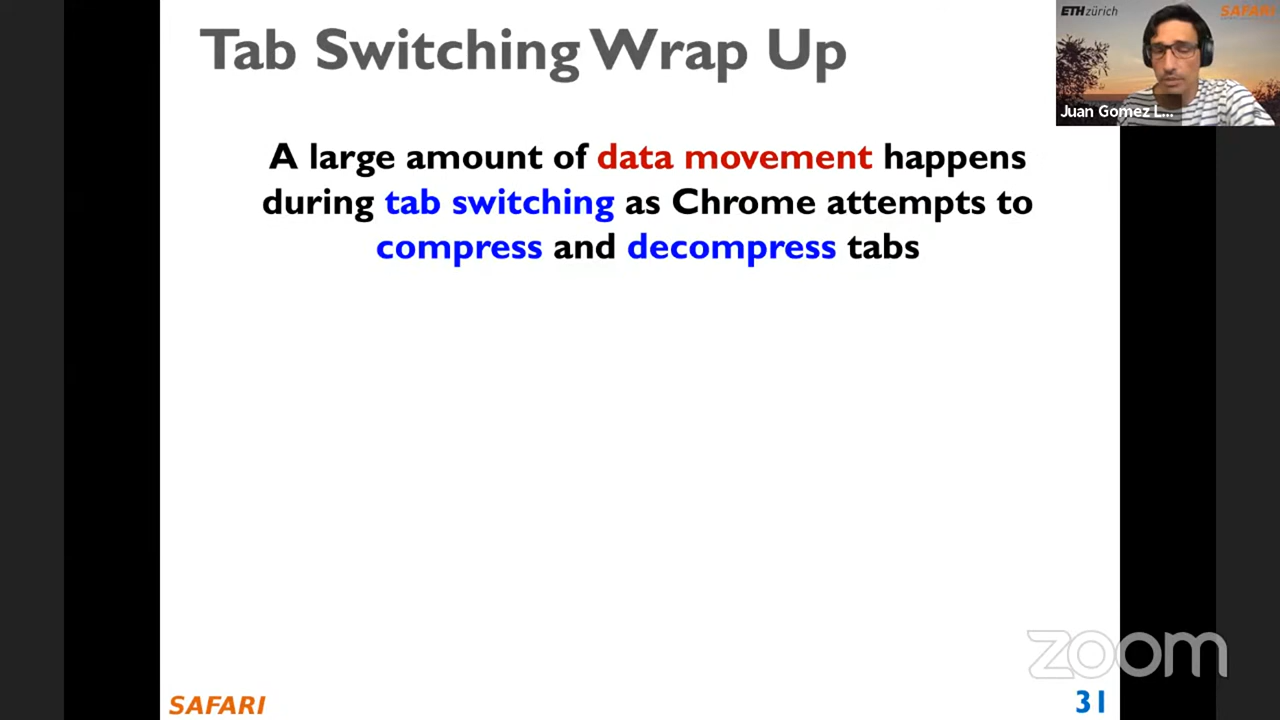 Tab Switching Wrap Up
ETH zürich
SAFARI
Juan Gomez L...
A large amount of data movement happens
during tab switching as Chrome attempts to
compress and decompress tabs
zoom
SAFARI
31